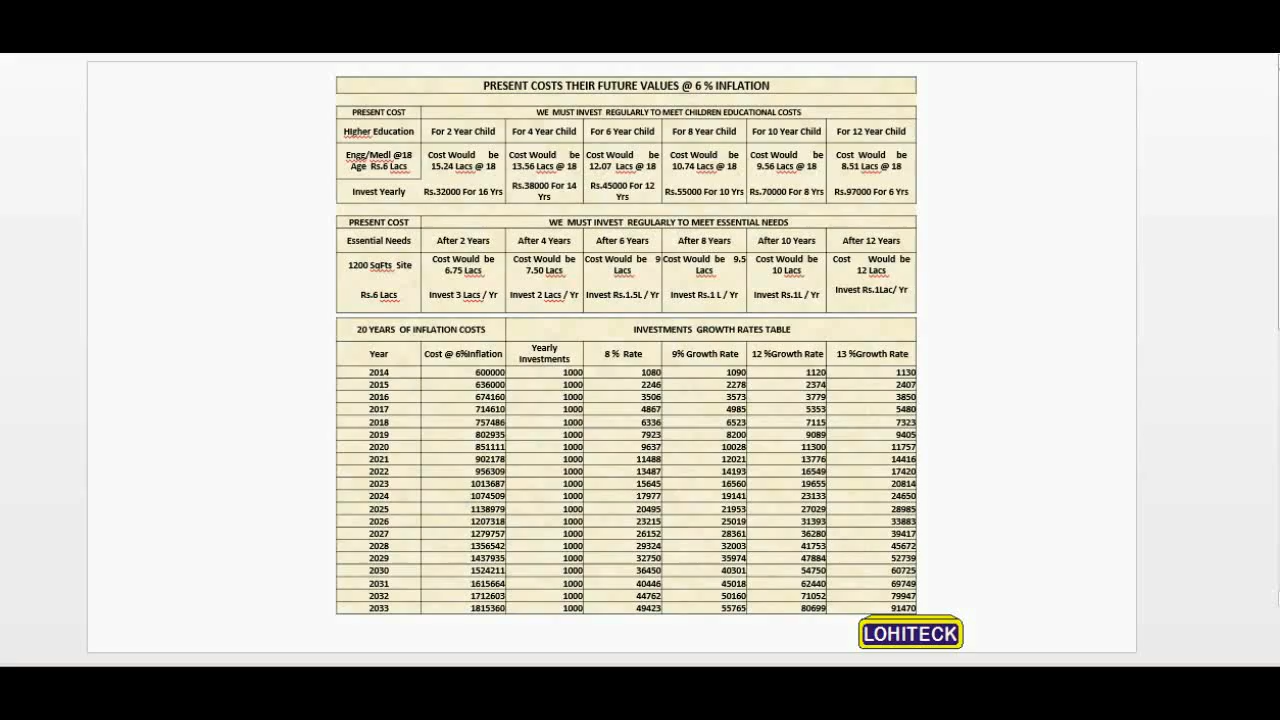 PRESENT COSTS THEIR FUTURE VALUES @ 6 % INFLATION
PRESENT COST WE MUST INVEST REGULARLY TO MEET CHILDREN EDUCATIONAL COSTS
Higher Education For 2 Year Child For 4 Year Child For 6 Year Child For 8 Year Child For 10 Year Child For 12 Year Child
Engg/Medl @18 Cost Would be Cost Would be Cost Would be Cost Would be Cost Would be Cost Would be
Age Rs.6 Lacs 15.24 Lacs @ 18 13.56 Lacs @ 18 12.07 Lacs @ 18 10.74 Lacs @ 18 9.56 Lacs @ 18 8.51 Lacs @ 18
Invest Yearly Rs.32000 For 16 Yrs Rs.38000 For 14 Yrs Rs.45000 For 12 Yrs Rs.55000 For 10 Yrs Rs.70000 For 8 Yrs Rs.97000 For 6 Yrs
PRESENT COST WE MUST INVEST REGULARLY TO MEET ESSENTIAL NEEDS
Essential Needs After 2 Years After 4 Years After 6 Years After 8 Years After 10 Years After 12 Years
1200 SqFts Site Cost Would be 6.75 Lacs Cost Would be 7.50 Lacs Cost Would be 9 Lacs Cost Would be 9.5 Lacs Cost Would be 10 Lacs Cost Would be 12 Lacs
Rs.6 Lacs Invest 3 Lacs / Yr Invest 2 Lacs / Yr Invest Rs.1.5L / Yr Invest Rs.1 L / Yr Invest Rs.1L / Yr Invest Rs.1Lac/ Yr
20 YEARS OF INFLATION COSTS INVESTMENTS GROWTH RATES TABLE
Year Cost @ 6%Inflation Yearly Investments 8 % Rate 9% Growth Rate 12 %Growth Rate 13 %Growth Rate
2014 600000 1000 1080 1090 1120 1130
2015 636000 1000 2246 2278 2374 2407
2016 674160 1000 3506 3573 3779 3850
2017 714610 1000 4867 4985 5353 5480
2018 757486 1000 6336 6523 7115 7323
2019 802935 1000 7923 8200 9089 9405
2020 851111 1000 9637 10028 11300 11757
2021 902178 1000 11488 12021 13776 14416
2022 956309 1000 13487 14193 16549 17420
2023 1013687 1000 15645 16560 19655 20814
2024 1074509 1000 17977 19141 23133 24650
2025 1138979 1000 20495 21953 27029 28985
2026 1207318 1000 23215 25019 31393 33883
2027 1279757 1000 26152 28361 36280 39417
2028 1356542 1000 29324 32003 41753 45672
2029 1437935 1000 32750 35974 47884 52739
2030 1524211 1000 36450 40301 54750 60725
2031 1615664 1000 40446 45018 62440 69749
2032 1712603 1000 44762 50160 71052 79947
2033 1815360 1000 49423 55765 80699 91470
LOHITECK